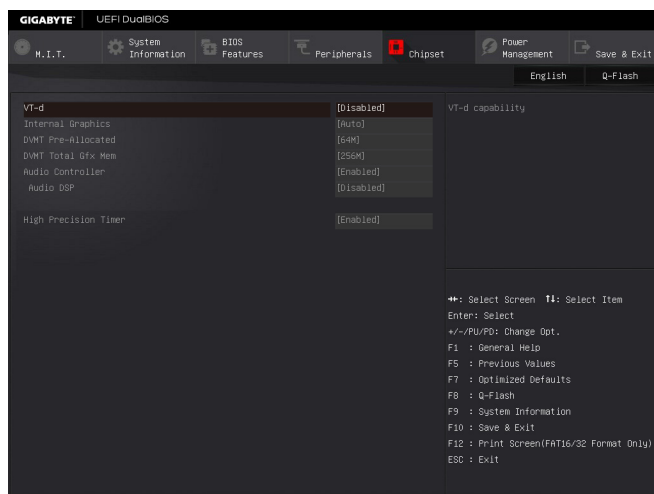 GIGABYTE™ UEFI DualBIOS
M.I.T. System Information BIOS Features Peripherals Chipset Power Management Save & Exit
English Q-Flash
VT-d [Disabled] VT-d capability
Internal Graphics [Auto]
DVMT Pre-Allocated [64M]
DVMT Total Gfx Mem [256M]
Audio Controller [Enabled]
Audio DSP [Disabled]
High Precision Timer [Enabled]
→←: Select Screen ↑↓: Select Item
Enter: Select
+/-/PU/PD: Change Opt.
F1 : General Help
F5 : Previous Values
F7 : Optimized Defaults
F8 : Q-Flash
F9 : System Information
F10 : Save & Exit
F12 : Print Screen(FAT16/32 Format Only)
ESC : Exit